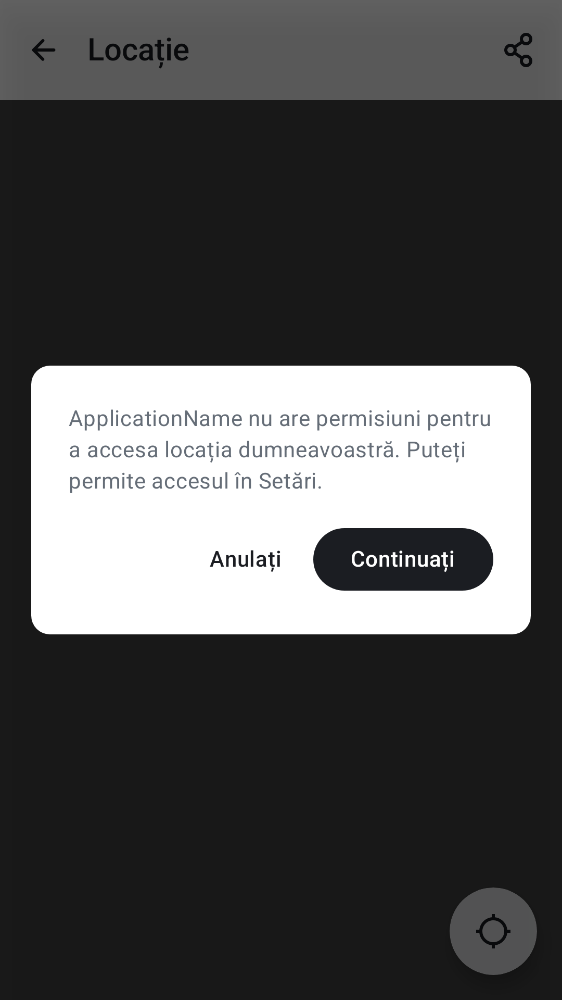 Locație
ApplicationName nu are permisiuni pentru
a accesa locația dumneavoastră. Puteți
permite accesul în Setări.
Anulați
Continuați